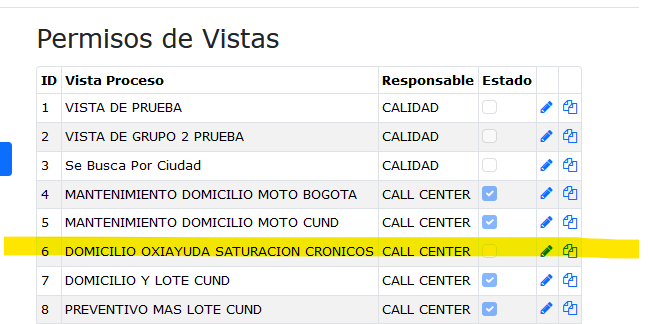 Permisos de Vistas
ID Vista Proceso Responsable Estado
1 VISTA DE PRUEBA CALIDAD
2 VISTA DE GRUPO 2 PRUEBA CALIDAD
3 Se Busca Por Ciudad CALIDAD
4 MANTENIMIENTO DOMICILIO MOTO BOGOTA CALL CENTER
5 MANTENIMIENTO DOMICILIO MOTO CUND CALL CENTER
6 DOMICILIO OXIAYUDA SATURACION CRONICOS CALL CENTER
7 DOMICILIO Y LOTE CUND CALL CENTER
8 PREVENTIVO MAS LOTE CUND CALL CENTER